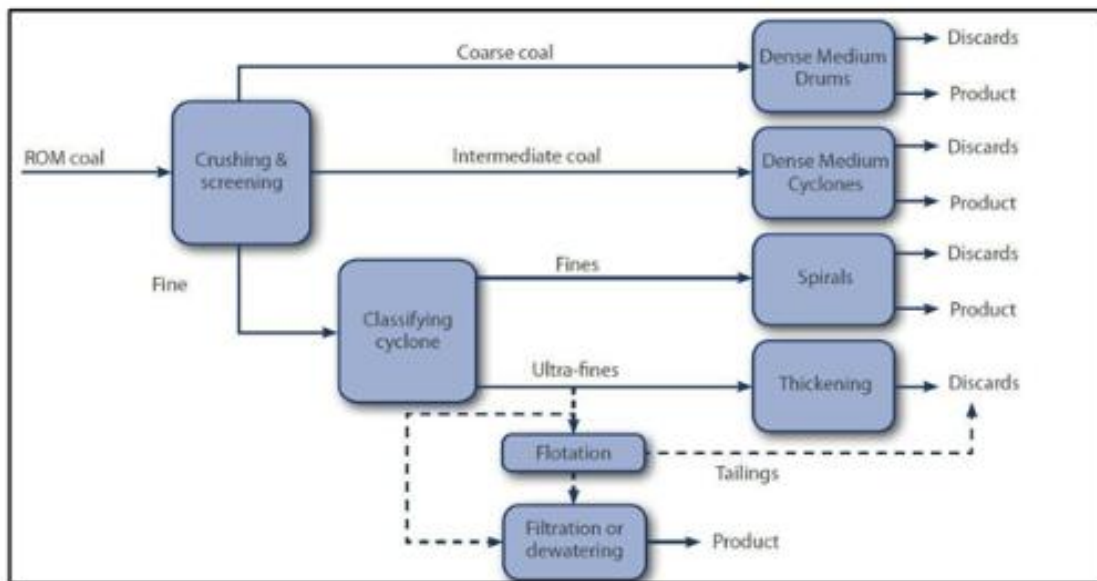 Coarse coal
Dense Medium
Drums
Discards
Product
ROM coal
Crushing &
screening
Intermediate coal
Dense Medium
Cyclones
Discards
Product
Fine
Classifying
cyclone
Fines
Spirals
Discards
Product
Ultra-fines
Thickening
Discards
Flotation
Tailings
Filtration or
dewatering
Product